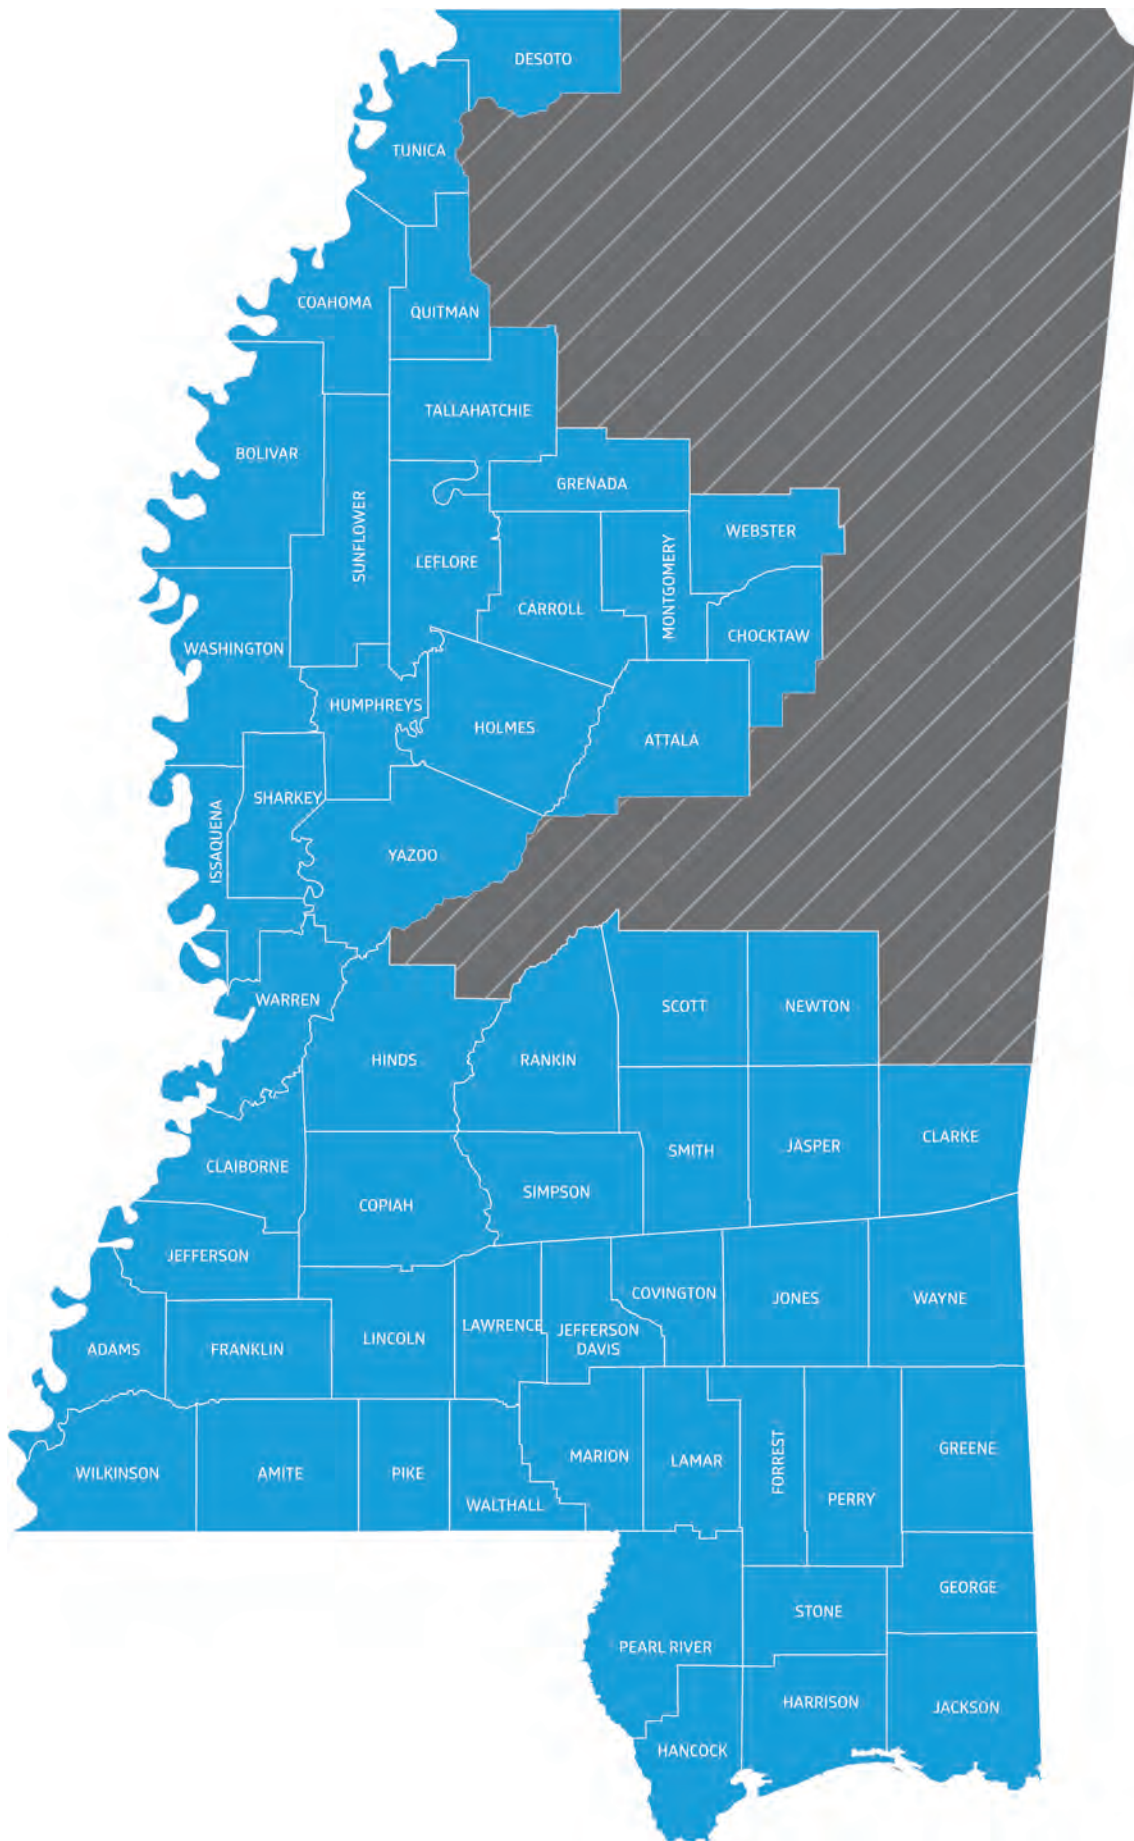 DESOTO
TUNICA
COAHOMA
QUITMAN
TALLAHATCHIE
BOLIVAR
GRENADA
SUNFLOWER
WEBSTER
LEFLORE
MONTGOMERY
CARROLL
CHOCKTAW
WASHINGTON
HUMPHREYS
HOLMES
ATTALA
SHARKEY
ISSAQUENA
YAZOO
WARREN
SCOTT
NEWTON
HINDS
RANKIN
CLARKE
SMITH
JASPER
CLAIBORNE
SIMPSON
COPIAH
JEFFERSON
COVINGTON
JONES
WAYNE
LAWRENCE
JEFFERSON
DAVIS
LINCOLN
ADAMS
FRANKLIN
GREENE
MARION
LAMAR
FORREST
WILKINSON
AMITE
PIKE
PERRY
WALTHALL
GEORGE
STONE
PEARL RIVER
HARRISON
JACKSON
HANCOCK